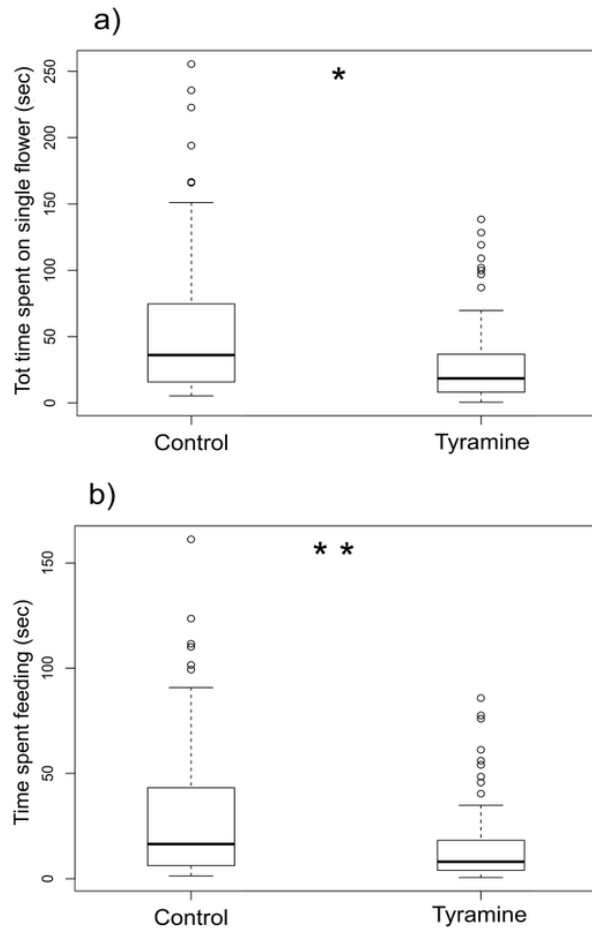 a)
Tot time spent on single flower (sec)
250
200
150
100
50
0
*
Control Tyramine
b)
Time spent feeding (sec)
150
100
50
0
* *
Control Tyramine